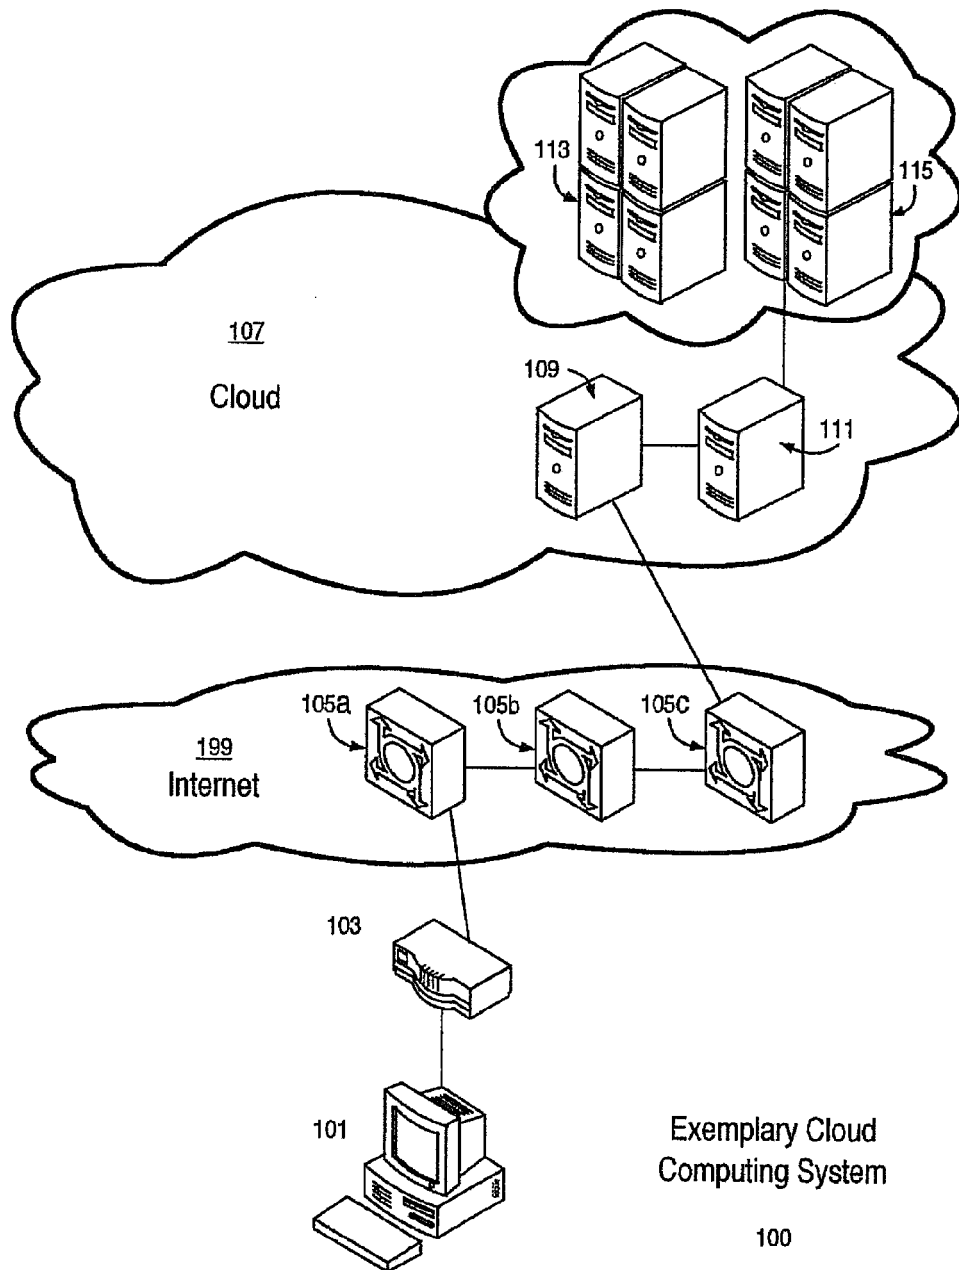 113
115
107
Cloud
109
111
105a
105b
105c
199
Internet
103
101
Exemplary Cloud
Computing System
100